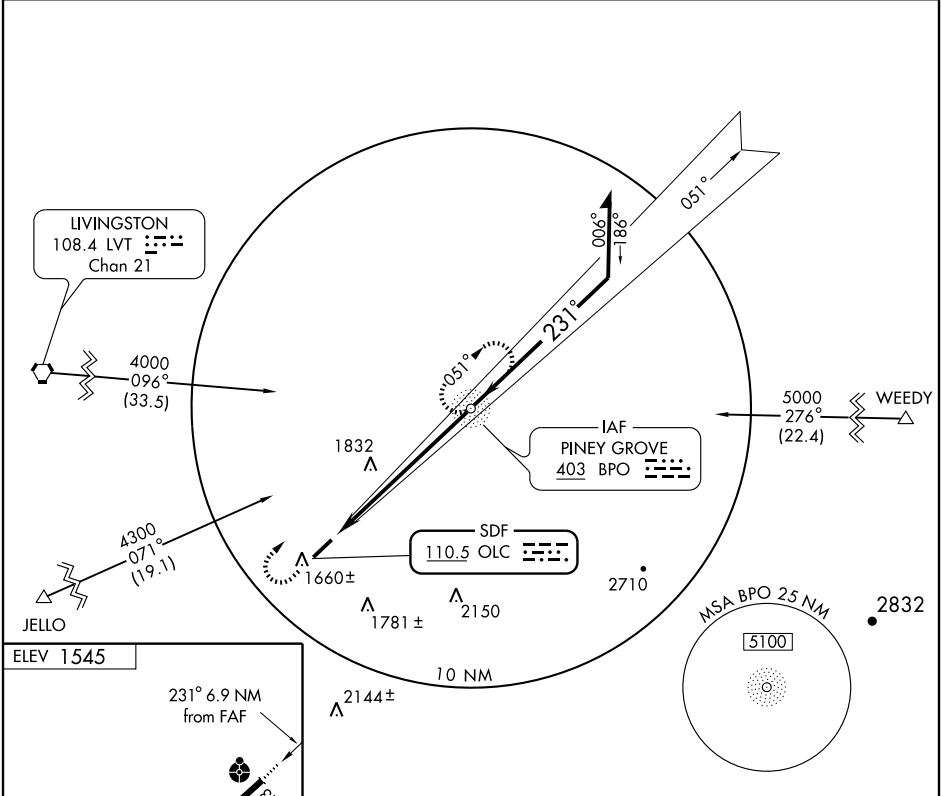 051°
006°
186°
LIVINGSTON
108.4 LVT
Chan 21
231°
4000
096°
(33.5)
051°
5000
276°
(22.4)
WEEDY
IAF
PINEY GROVE
403 BPO
1832
4300
071°
(19.1)
SDF
110.5 OLC
1660±
2710
JELLO
1781±
2150
MSA BPO 25 NM
5100
2832
ELEV 1545
10 NM
231° 6.9 NM
from FAF
2144±